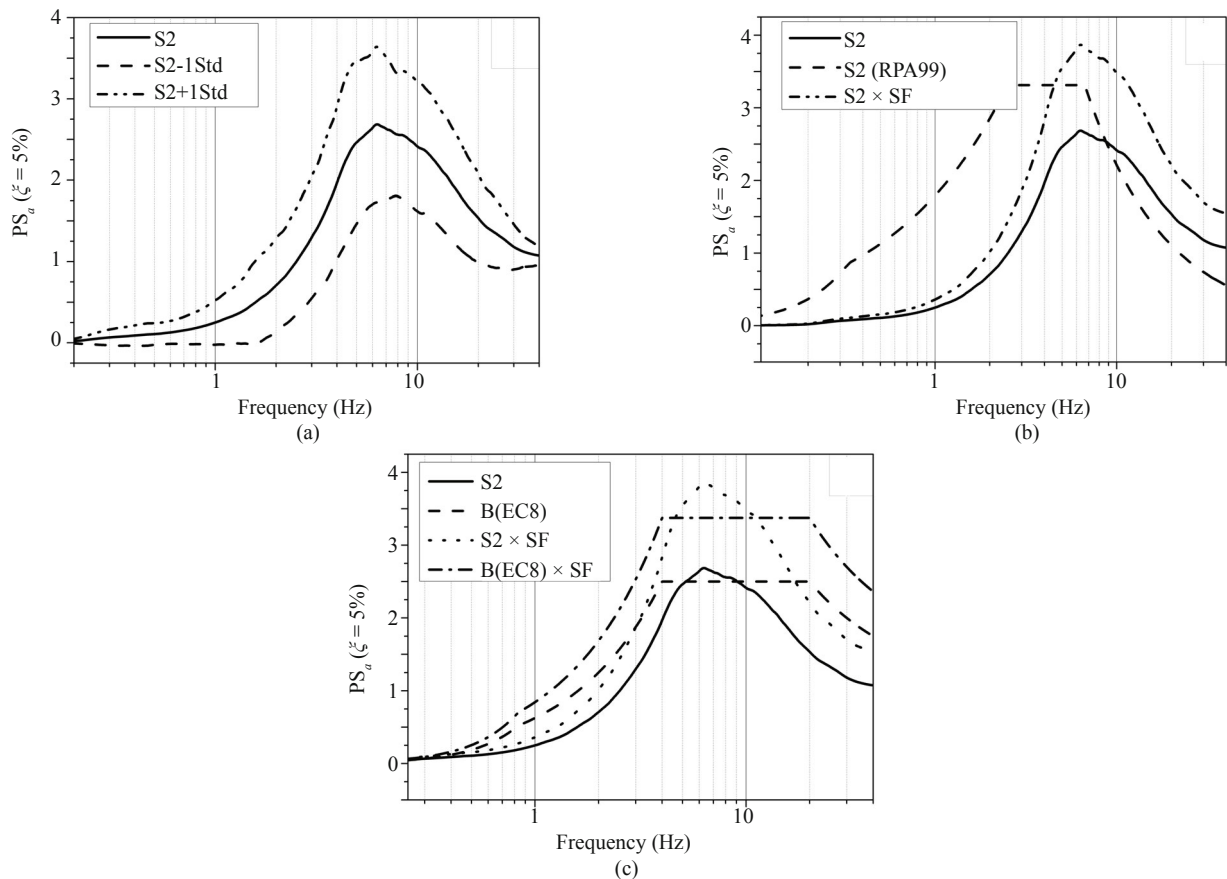 4
3
2
1
0
PSₐ (ξ = 5%)
S2
S2-1Std
S2+1Std
1
10
Frequency (Hz)
(a)
4
3
2
1
0
PSₐ (ξ = 5%)
S2
S2 (RPA99)
S2 × SF
1
10
Frequency (Hz)
(b)
4
3
2
1
0
PSₐ (ξ = 5%)
S2
B(EC8)
S2 × SF
B(EC8) × SF
1
10
Frequency (Hz)
(c)